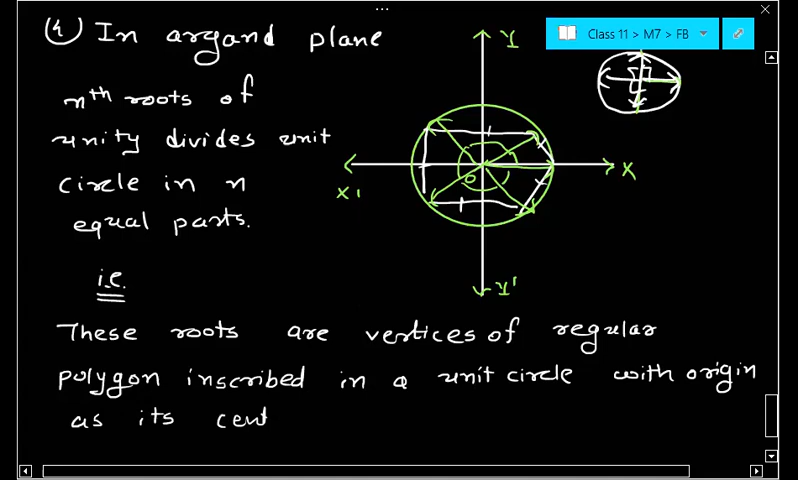 (4) In argand plane
Class 11 > M7 > FB
nth roots of
unity divides unit
circle in n
equal parts.
Y
X
X'
O
Y'
i.e.
These roots are vertices of regular
polygon inscribed in a unit circle with origin
as its cent